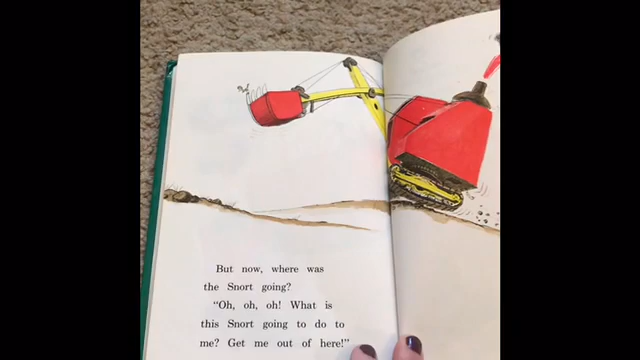 But now, where was
the Snort going?
"Oh, oh, oh! What is
this Snort going to do to
me? Get me out of here!"